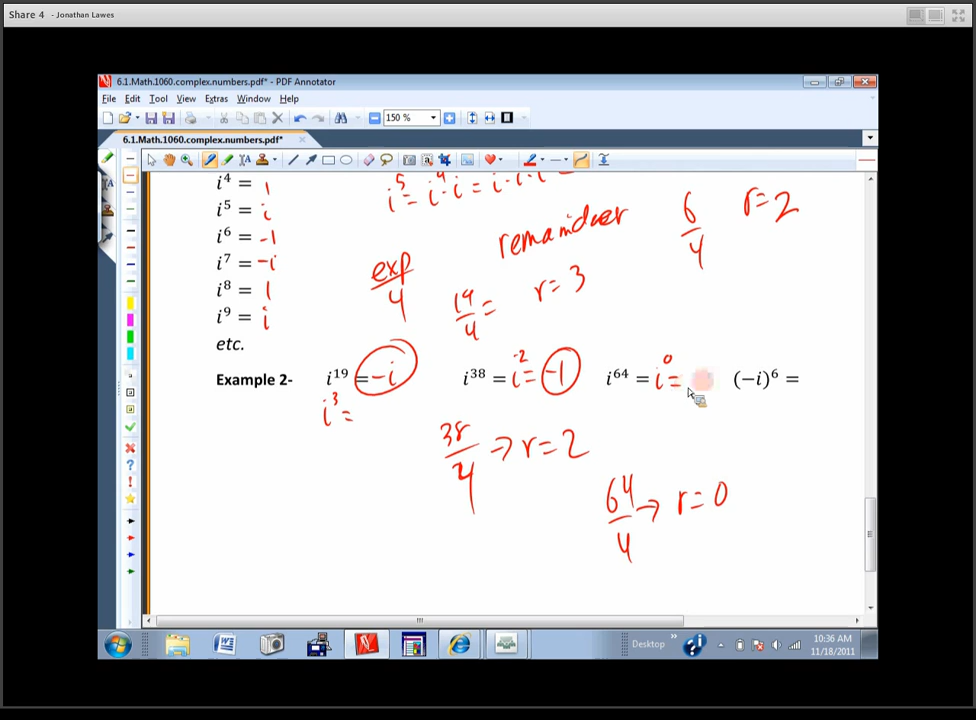 Share 4 - Jonathan Lawes
6.1.Math.1060.complex.numbers.pdf* - PDF Annotator
File Edit Tool View Extras Window Help
150 %
6.1.Math.1060.complex.numbers.pdf*
i⁴ = 1
i⁵ = i⁴·i = i·i·i =
i⁵ = i
i⁶ = -1
i⁷ = -i
i⁸ = 1
i⁹ = i
etc.
remainder
6/4 r=2
exp/4
19/4 = r=3
Example 2- i¹⁹ = -i i³⁸ = i⁻² = -1 i⁶⁴ = i⁰ = (−i)⁶ =
i³ =
38/4 → r=2
64/4 → r=0
Desktop
10:36 AM
11/18/2011